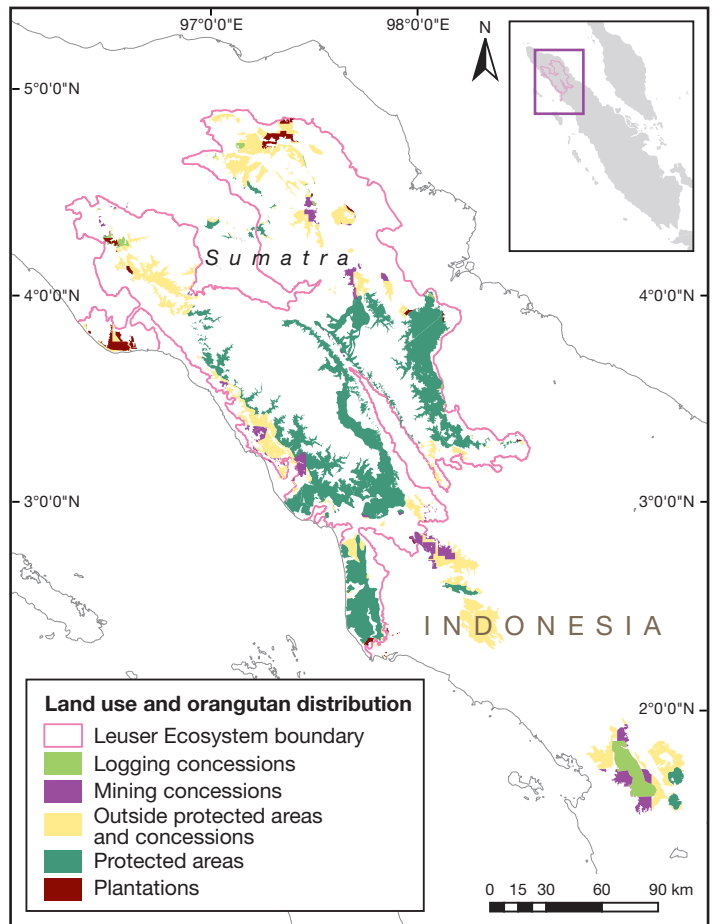 97°0'0"E
98°0'0"E
N
5°0'0"N
Sumatra
4°0'0"N
4°0'0"N
3°0'0"N
3°0'0"N
INDONESIA
2°0'0"N
Land use and orangutan distribution
Leuser Ecosystem boundary
Logging concessions
Mining concessions
Outside protected areas
and concessions
Protected areas
Plantations
0 15 30 60 90 km